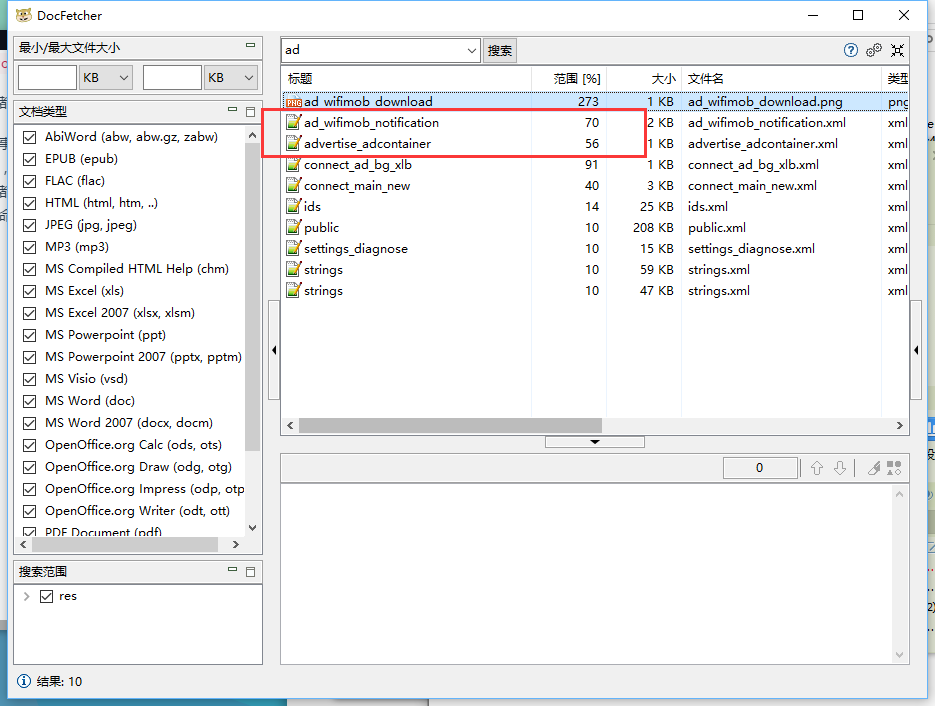 DocFetcher
最小/最大文件大小
KB KB
文档类型
AbiWord (abw, abw.gz, zabw)
EPUB (epub)
FLAC (flac)
HTML (html, htm, ..)
JPEG (jpg, jpeg)
MP3 (mp3)
MS Compiled HTML Help (chm)
MS Excel (xls)
MS Excel 2007 (xlsx, xlsm)
MS Powerpoint (ppt)
MS Powerpoint 2007 (pptx, pptm)
MS Visio (vsd)
MS Word (doc)
MS Word 2007 (docx, docm)
OpenOffice.org Calc (ods, ots)
OpenOffice.org Draw (odg, otg)
OpenOffice.org Impress (odp, otp
OpenOffice.org Writer (odt, ott)
PDF Document (pdf)
搜索范围
res
ad 搜索
标题 范围 [%] 大小 文件名 类型
ad_wifimob_download 273 1 KB ad_wifimob_download.png png
ad_wifimob_notification 70 2 KB ad_wifimob_notification.xml xml
advertise_adcontainer 56 1 KB advertise_adcontainer.xml xml
connect_ad_bg_xlb 91 1 KB connect_ad_bg_xlb.xml xml
connect_main_new 40 3 KB connect_main_new.xml xml
ids 14 25 KB ids.xml xml
public 10 208 KB public.xml xml
settings_diagnose 10 15 KB settings_diagnose.xml xml
strings 10 59 KB strings.xml xml
strings 10 47 KB strings.xml xml
0
结果: 10